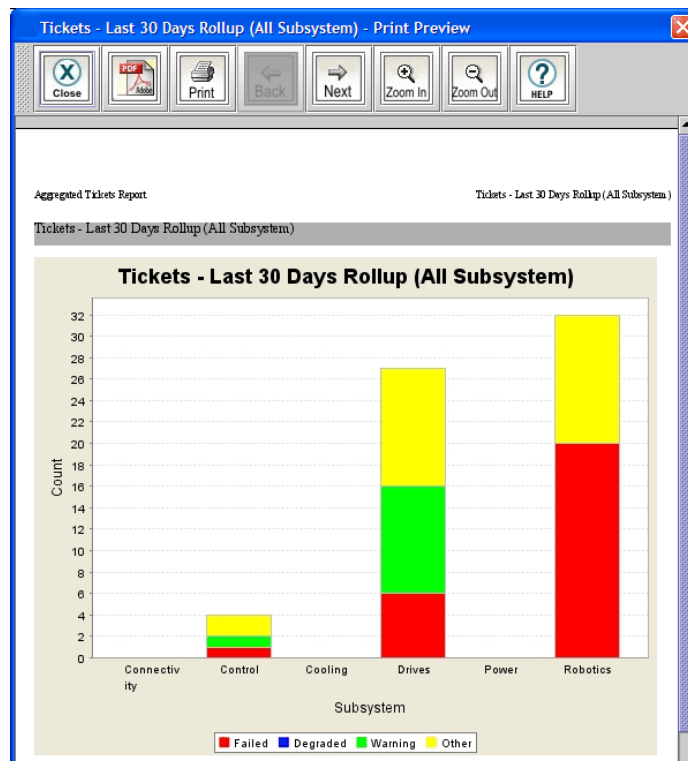 Tickets - Last 30 Days Rollup (All Subsystem) - Print Preview
X
Close
PDF
Adobe
Print
Back
Next
Zoom In
Zoom Out
?
HELP
Aggregated Tickets Report
Tickets - Last 30 Days Rollup (All Subsystem)
Tickets - Last 30 Days Rollup (All Subsystem)
Tickets - Last 30 Days Rollup (All Subsystem)
32
30
28
26
24
22
20
18
16
14
12
10
8
6
4
2
0
Count
Connectiv
ity
Control
Cooling
Drives
Power
Robotics
Subsystem
Failed
Degraded
Warning
Other